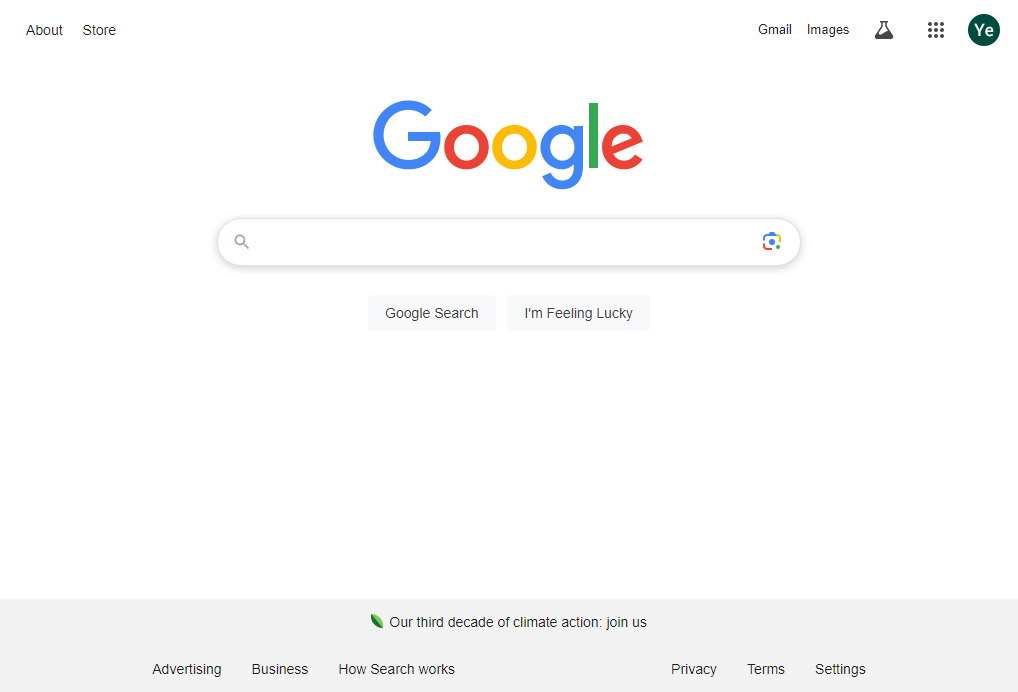 About Store
Gmail Images
Ye
Google
Google Search
I'm Feeling Lucky
Our third decade of climate action: join us
Advertising Business How Search works
Privacy Terms Settings